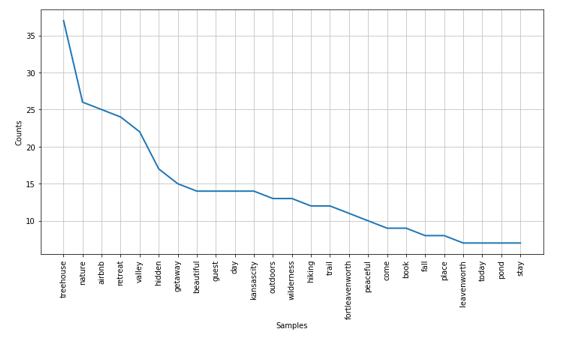 35
30
25
20
15
10
Counts
treehouse
nature
airbnb
retreat
valley
hidden
getaway
beautiful
guest
day
kansascity
outdoors
wilderness
hiking
trail
fortleavenworth
peaceful
come
book
fall
place
leavenworth
today
pond
stay
Samples